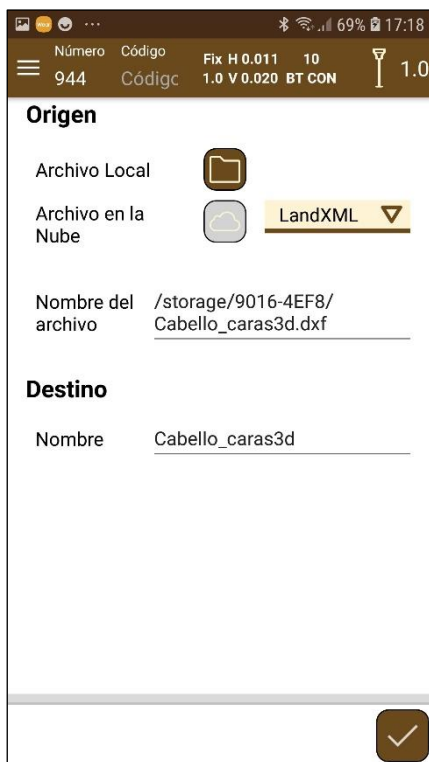 69% 17:18
Número Código Fix H 0.011 10
944 Código 1.0 V 0.020 BT CON 1.0
Origen
Archivo Local
Archivo en la
Nube
LandXML
Nombre del
archivo
/storage/9016-4EF8/
Cabello_caras3d.dxf
Destino
Nombre
Cabello_caras3d